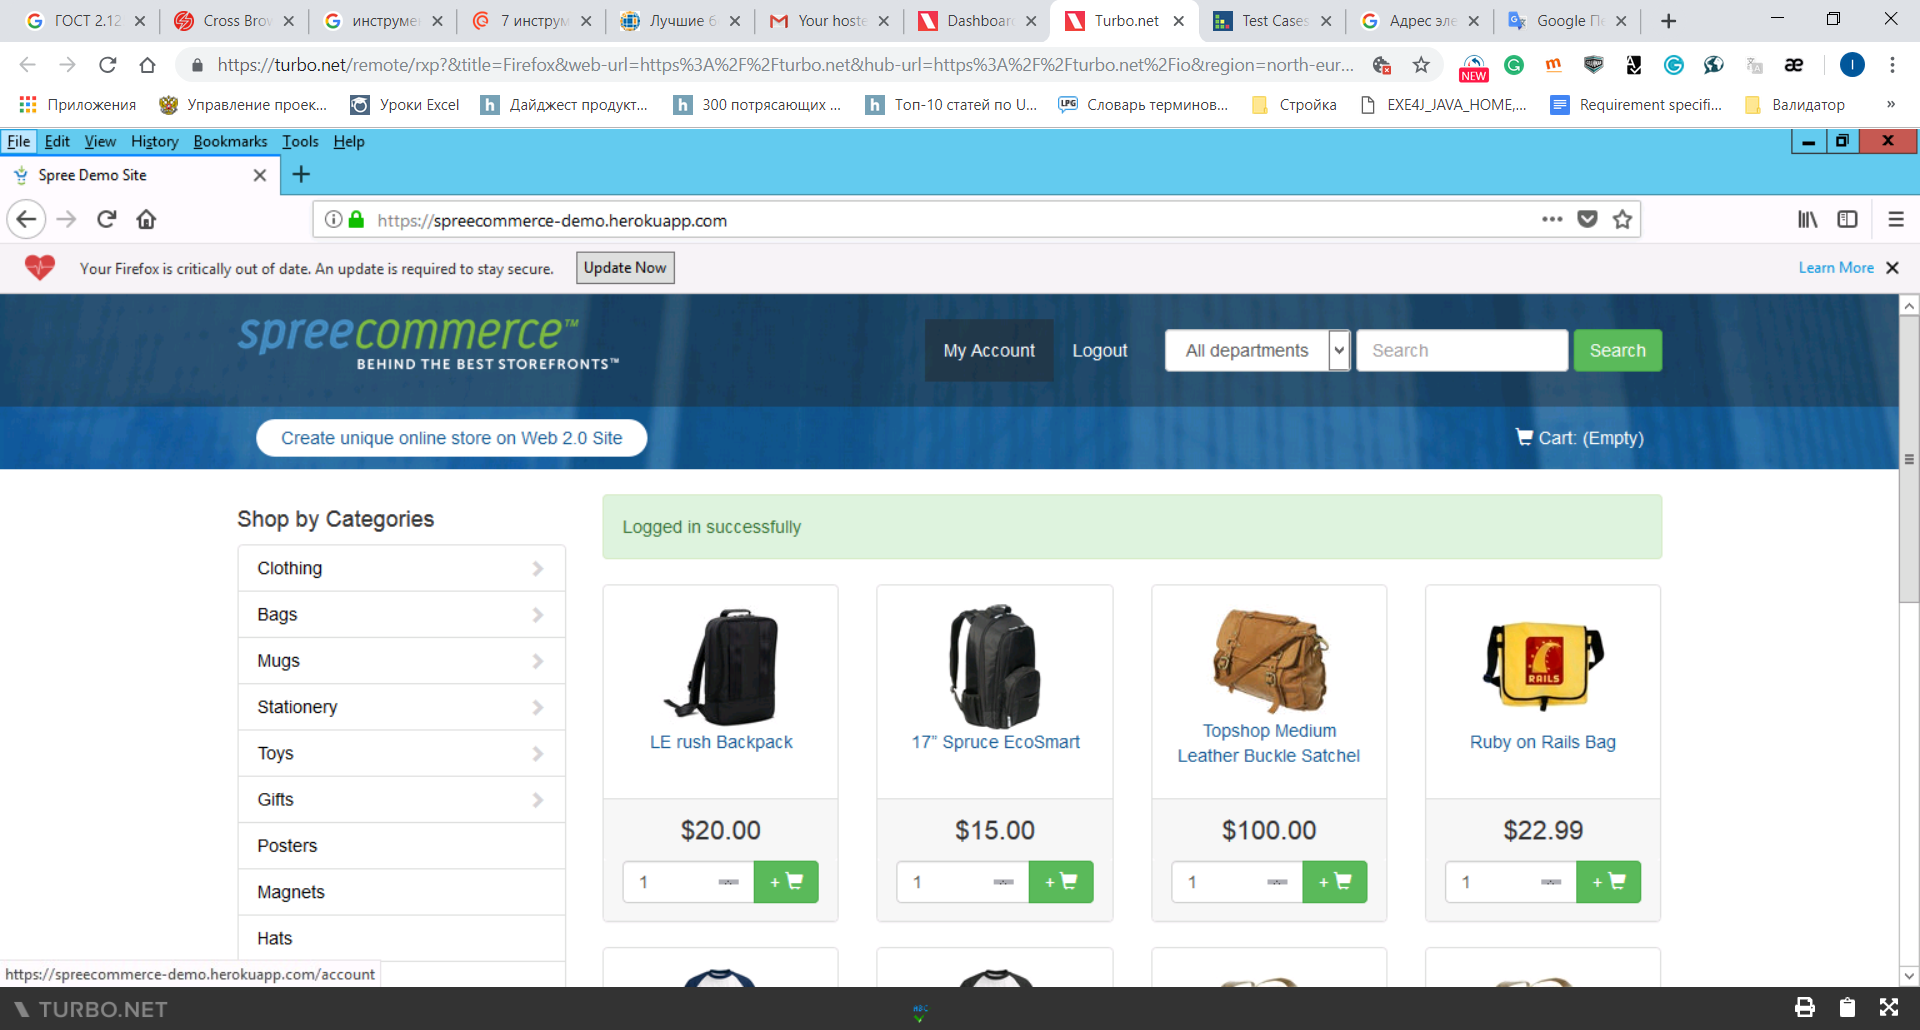 ГОСТ 2.12
Cross Brow
инструмен
7 инструм
Лучшие б
Your hoste
Dashboard
Turbo.net
Test Cases
Адрес эле
Google Пе
https://turbo.net/remote/rxp?&title=Firefox&web-url=https%3A%2F%2Fturbo.net&hub-url=https%3A%2F%2Fturbo.net%2Fio&region=north-eur...
NEW
Приложения
Управление проек...
Уроки Excel
Дайджест продукт...
300 потрясающих ...
Топ-10 статей по U...
LPG
Словарь терминов...
Стройка
EXE4J_JAVA_HOME,...
Requirement specifi...
Валидатор
»
File Edit View History Bookmarks Tools Help
Spree Demo Site
https://spreecommerce-demo.herokuapp.com
Your Firefox is critically out of date. An update is required to stay secure.
Update Now
Learn More
spreecommerce™
BEHIND THE BEST STOREFRONTS™
My Account
Logout
All departments
Search
Search
Create unique online store on Web 2.0 Site
Cart: (Empty)
Shop by Categories
Clothing
Bags
Mugs
Stationery
Toys
Gifts
Posters
Magnets
Hats
Logged in successfully
LE rush Backpack
$20.00
1
+
17” Spruce EcoSmart
$15.00
1
+
Topshop Medium
Leather Buckle Satchel
$100.00
1
+
RAILS
Ruby on Rails Bag
$22.99
1
+
https://spreecommerce-demo.herokuapp.com/account
TURBO.NET
ABC